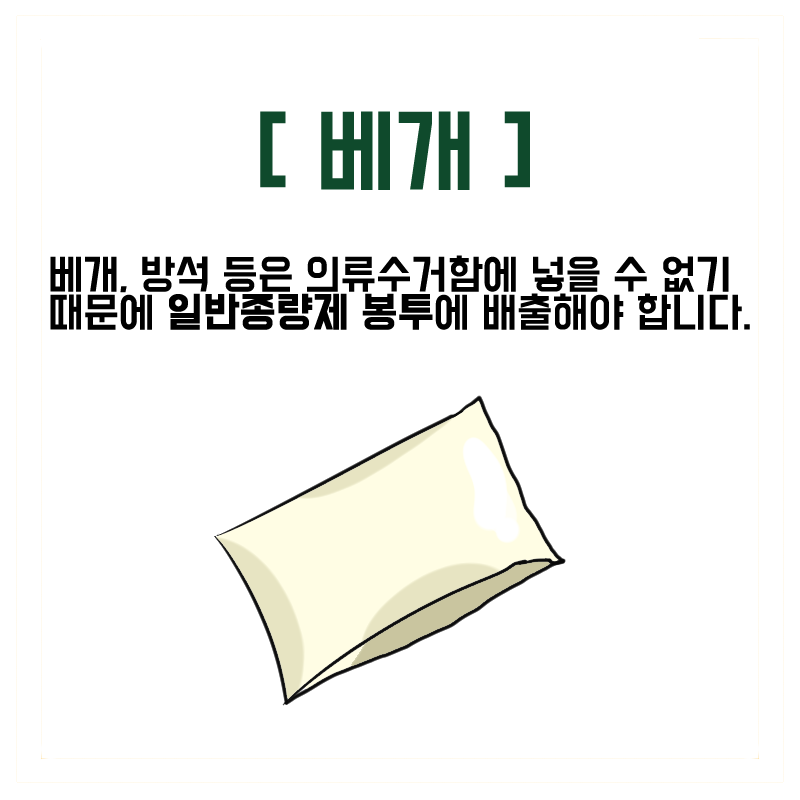 [ 베개 ]
베개, 방석 등은 의류수거함에 넣을 수 없기
때문에 일반종량제 봉투에 배출해야 합니다.